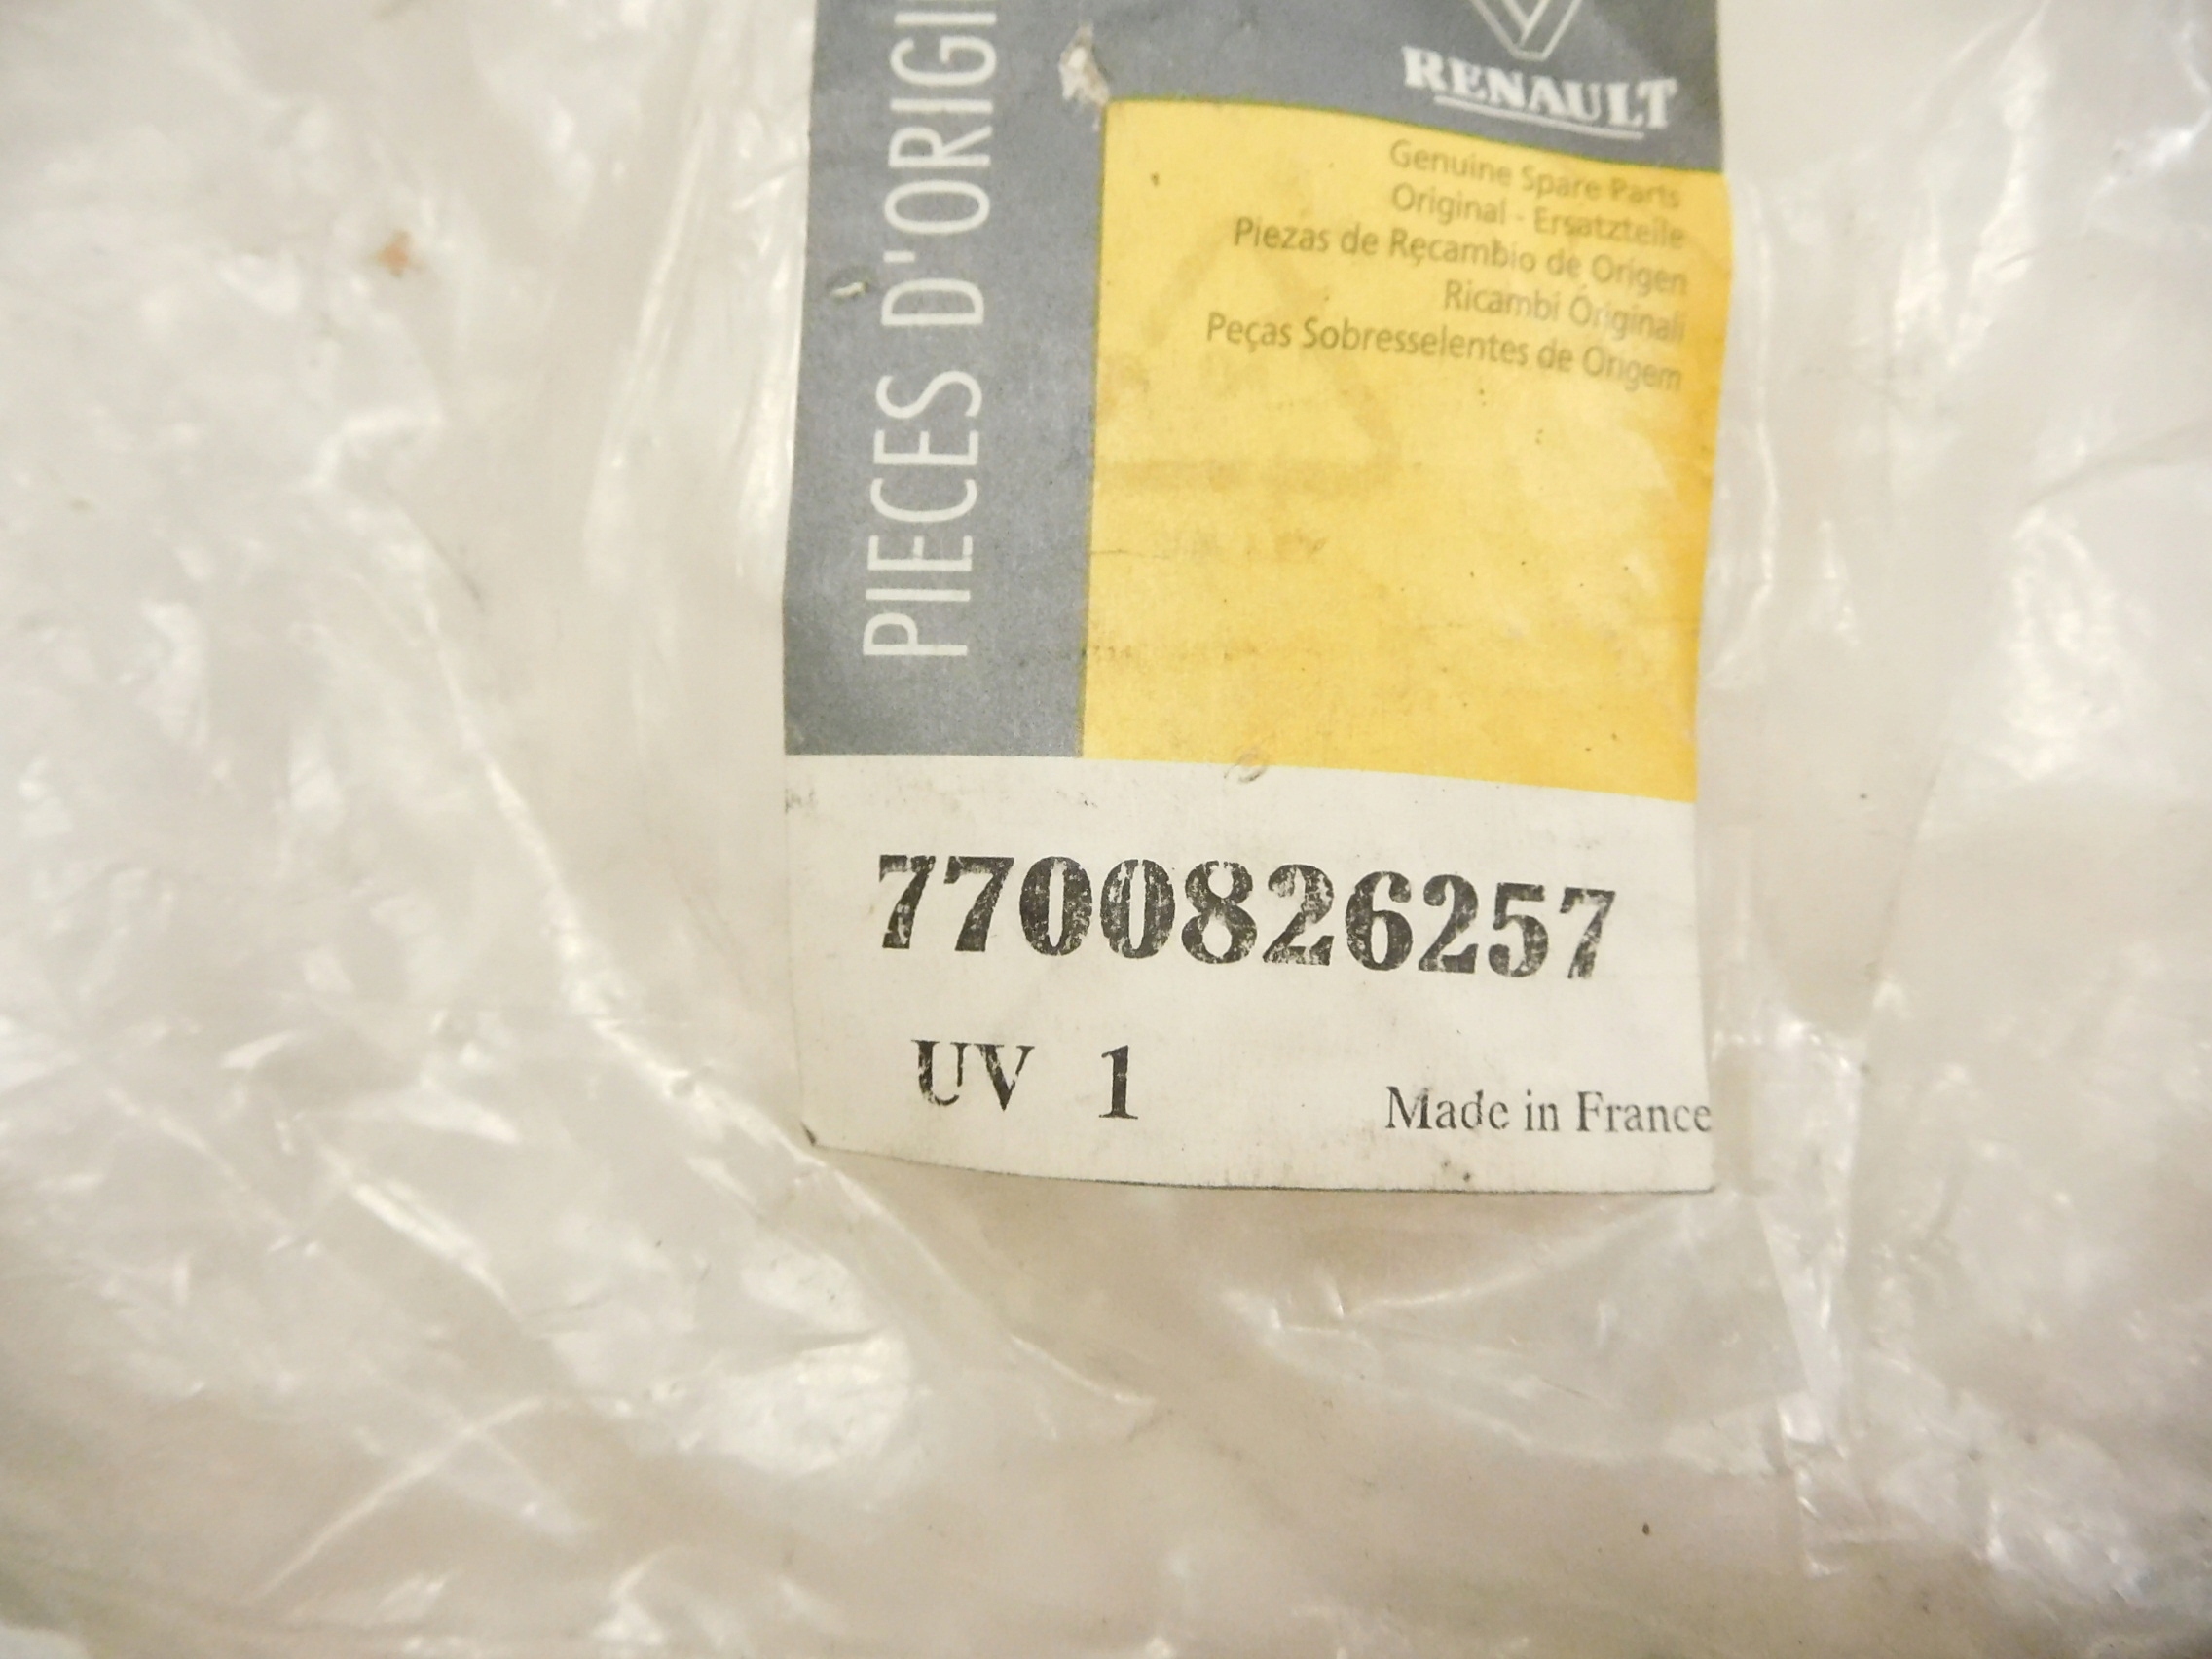 PIECES D'ORIGI
RENAULT
Genuine Spare Parts
Original - Ersatzteile
Piezas de Recambio de Origen
Ricambi Originali
Peças Sobresselentes de Origem
7700826257
UV 1
Made in France